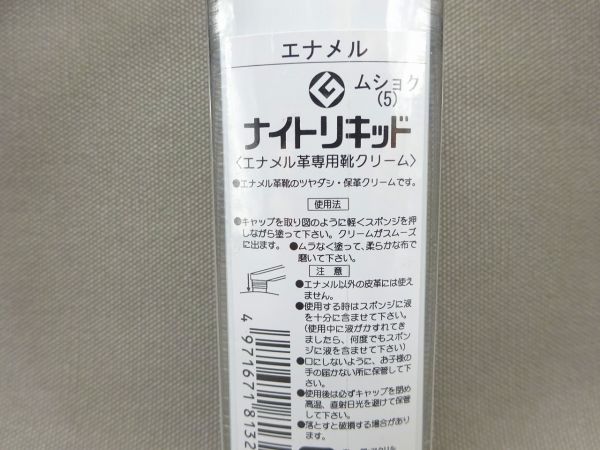 エナメル
ムショク
(5)
ナイトリキッド
〈エナメル革専用靴クリーム〉
●エナメル革靴のツヤダシ・保革クリームです。
使用法
●キャップを取り図のように軽くスポンジを押
しながら塗って下さい。クリームがスムーズ
に出ます。 ●ムラなく塗って、柔らかな布で
磨いて下さい。
注 意
●エナメル以外の皮革には使え
ません。
●使用する時はスポンジに液
を十分に含ませて下さい。
(使用中に液がかすれてき
ましたら、何度でもスポン
ジに液を含ませて下さい)
●口にしないように、お子様の
手の届かない所に保管して下
さい。
●使用後は必ずキャップを閉め
高温、直射日光を避けて保管
して下さい。
●落とすと破損する場合があり
ます。
4 971671 8132